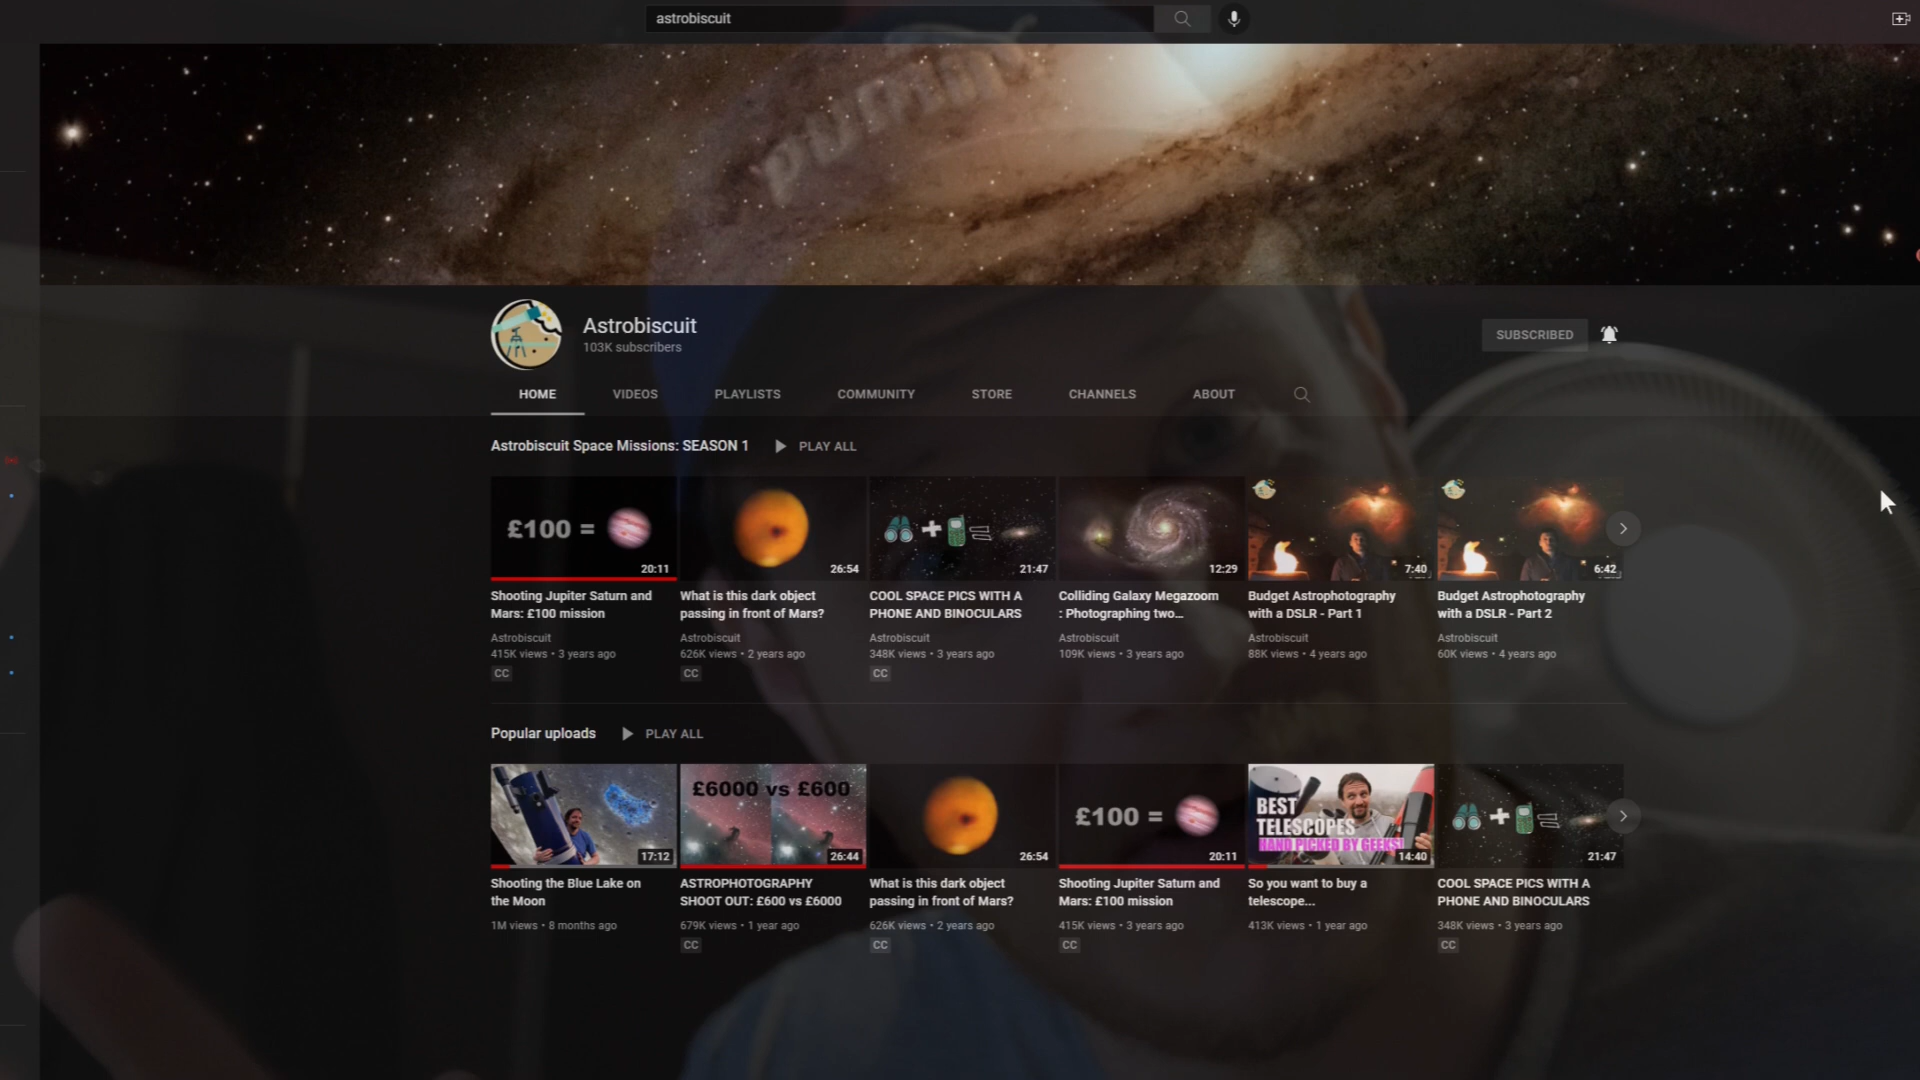 astrobiscuit
Astrobiscuit
103K subscribers
SUBSCRIBED
HOME VIDEOS PLAYLISTS COMMUNITY STORE CHANNELS ABOUT
Astrobiscuit Space Missions: SEASON 1 PLAY ALL
£100 =
20:11
26:54
21:47
12:29
7:40
6:42
Shooting Jupiter Saturn and
Mars: £100 mission
Astrobiscuit
415K views • 3 years ago
CC
What is this dark object
passing in front of Mars?
Astrobiscuit
626K views • 2 years ago
CC
COOL SPACE PICS WITH A
PHONE AND BINOCULARS
Astrobiscuit
348K views • 3 years ago
CC
Colliding Galaxy Megazoom
: Photographing two...
Astrobiscuit
109K views • 3 years ago
Budget Astrophotography
with a DSLR - Part 1
Astrobiscuit
88K views • 4 years ago
Budget Astrophotography
with a DSLR - Part 2
Astrobiscuit
60K views • 4 years ago
Popular uploads PLAY ALL
17:12
£6000 vs £600
26:44
26:54
£100 =
20:11
BEST
TELESCOPES
HAND PICKED BY GEEKS!
14:40
21:47
Shooting the Blue Lake on
the Moon
1M views • 8 months ago
ASTROPHOTOGRAPHY
SHOOT OUT: £600 vs £6000
679K views • 1 year ago
CC
What is this dark object
passing in front of Mars?
626K views • 2 years ago
CC
Shooting Jupiter Saturn and
Mars: £100 mission
415K views • 3 years ago
CC
So you want to buy a
telescope...
413K views • 1 year ago
COOL SPACE PICS WITH A
PHONE AND BINOCULARS
348K views • 3 years ago
CC